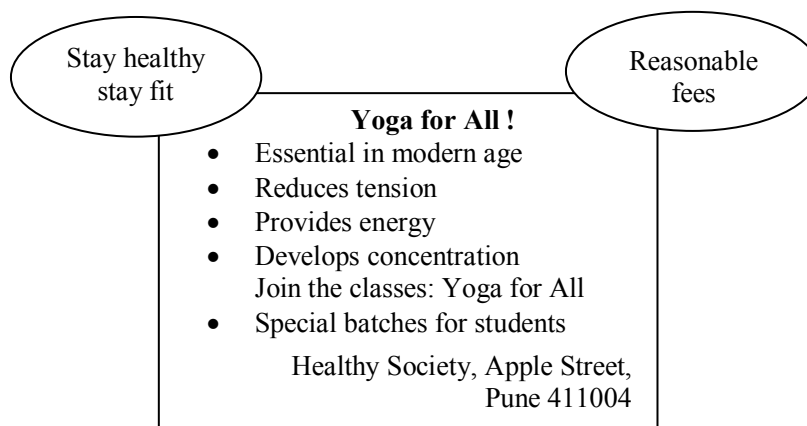 Stay healthy
stay fit
Reasonable
fees
Yoga for All !
• Essential in modern age
• Reduces tension
• Provides energy
• Develops concentration
Join the classes: Yoga for All
• Special batches for students
Healthy Society, Apple Street,
Pune 411004